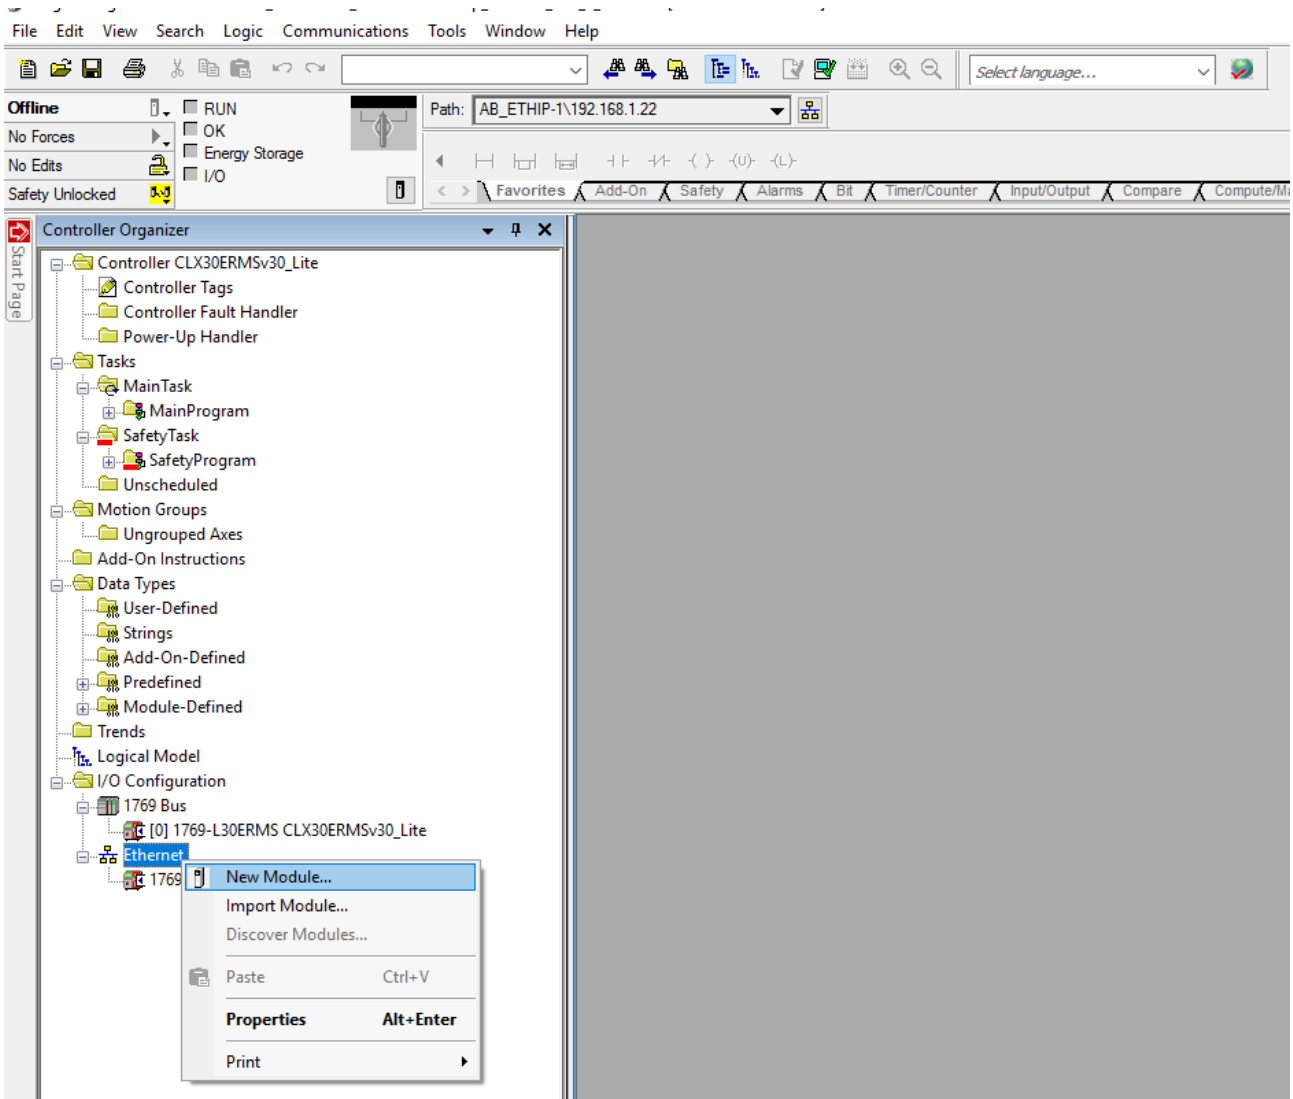 File Edit View Search Logic Communications Tools Window Help
Select language...
Offline
RUN
No Forces
OK
No Edits
Energy Storage
Safety Unlocked
I/O
Path: AB_ETHIP-1\192.168.1.22
Favorites Add-On Safety Alarms Bit Timer/Counter Input/Output Compare Compute/Ma
Start Page
Controller Organizer
Controller CLX30ERMSv30_Lite
Controller Tags
Controller Fault Handler
Power-Up Handler
Tasks
MainTask
MainProgram
SafetyTask
SafetyProgram
Unscheduled
Motion Groups
Ungrouped Axes
Add-On Instructions
Data Types
User-Defined
Strings
Add-On-Defined
Predefined
Module-Defined
Trends
Logical Model
I/O Configuration
1769 Bus
[0] 1769-L30ERMS CLX30ERMSv30_Lite
Ethernet
1769
New Module...
Import Module...
Discover Modules...
Paste Ctrl+V
Properties Alt+Enter
Print